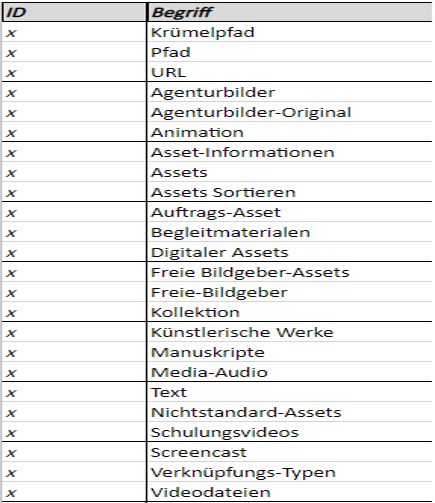 ID Begriff
x Krümelpfad
x Pfad
x URL
x Agenturbilder
x Agenturbilder-Original
x Animation
x Asset-Informationen
x Assets
x Assets Sortieren
x Auftrags-Asset
x Begleitmaterialen
x Digitaler Assets
x Freie Bildgeber-Assets
x Freie-Bildgeber
x Kollektion
x Künstlerische Werke
x Manuskripte
x Media-Audio
x Text
x Nichtstandard-Assets
x Schulungsvideos
x Screencast
x Verknüpfungs-Typen
x Videodateien